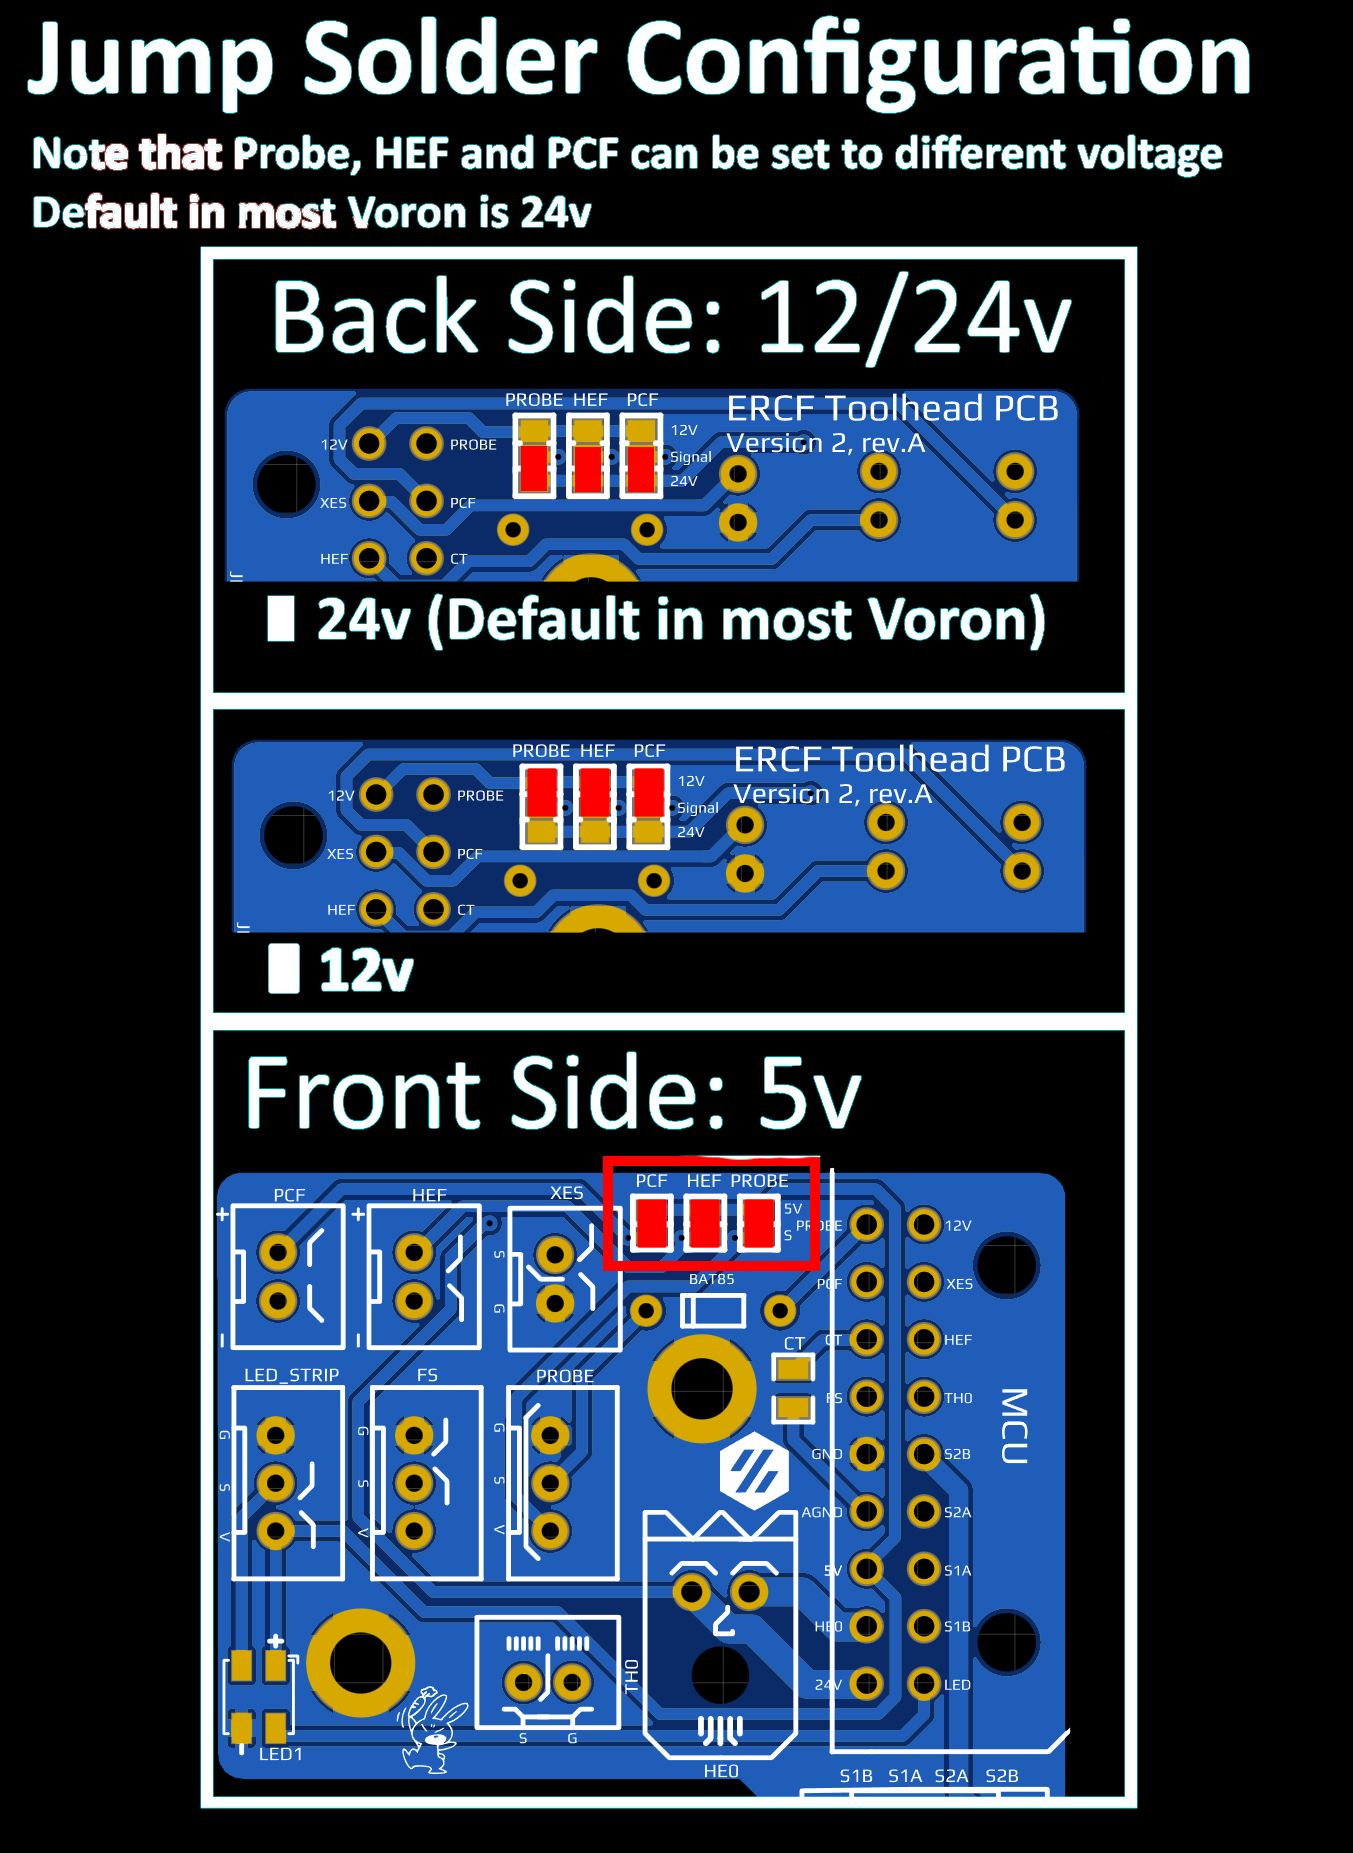 Jump Solder Configuration
Note that Probe, HEF and PCF can be set to different voltage
Default in most Voron is 24v
Back Side: 12/24v
PROBE HEF PCF
ERCF Toolhead PCB
Version 2, rev.A
12V
Signal
24V
12V PROBE
XES PCF
HEF CT
24v (Default in most Voron)
PROBE HEF PCF
ERCF Toolhead PCB
Version 2, rev.A
12V
Signal
24V
12V PROBE
XES PCF
HEF CT
12v
Front Side: 5v
PCF HEF PROBE
5V
S
PCF HEF XES
+ +
S
G
- -
BAT85
CT
LED_STRIP FS PROBE
G G G
S S S
V V V
PROBE 12V
PCF XES
CT HEF
FS TH0
GND S2B
AGND S2A
5V S1A
HE0 S1B
24V LED
MCU
+
-
LED1
TH0
S G
HE0
S1B S1A S2A S2B